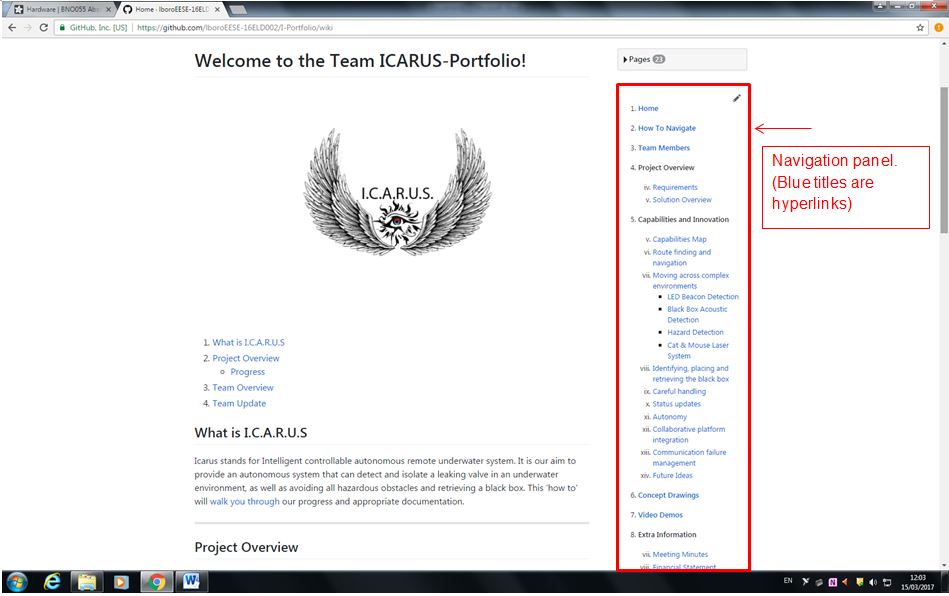 Hardware | BNO055 Abs
Home · lboroEESE-16ELD
GitHub, Inc. [US] https://github.com/lboroEESE-16ELD002/I-Portfolio/wiki
Welcome to the Team ICARUS-Portfolio!
I.C.A.R.U.S.
1. What is I.C.A.R.U.S
2. Project Overview
Progress
3. Team Overview
4. Team Update
What is I.C.A.R.U.S
Icarus stands for Intelligent controllable autonomous remote underwater system. It is our aim to
provide an autonomous system that can detect and isolate a leaking valve in an underwater
environment, as well as avoiding all hazardous obstacles and retrieving a black box. This 'how to'
will walk you through our progress and appropriate documentation.
Project Overview
Pages 23
1. Home
2. How To Navigate
3. Team Members
4. Project Overview
iv. Requirements
v. Solution Overview
5. Capabilities and Innovation
v. Capabilities Map
vi. Route finding and
navigation
vii. Moving across complex
environments
LED Beacon Detection
Black Box Acoustic
Detection
Hazard Detection
Cat & Mouse Laser
System
viii. Identifying, placing and
retrieving the black box
ix. Careful handling
x. Status updates
xi. Autonomy
xii. Collaborative platform
integration
xiii. Communication failure
management
xiv. Future Ideas
6. Concept Drawings
7. Video Demos
8. Extra Information
vii. Meeting Minutes
viii. Financial Statement
Navigation panel.
(Blue titles are
hyperlinks)
EN
12:03
15/03/2017